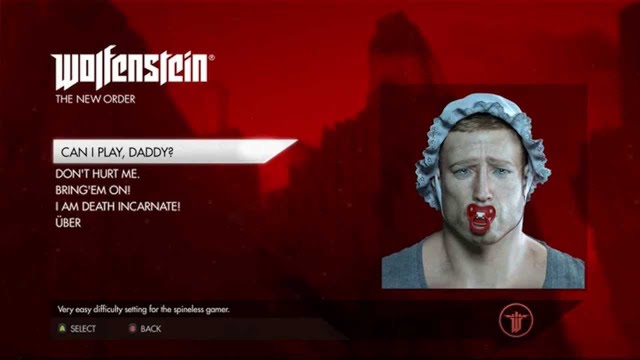 Wolfenstein®
THE NEW ORDER
CAN I PLAY, DADDY?
DON'T HURT ME.
BRING'EM ON!
I AM DEATH INCARNATE!
ÜBER
Very easy difficulty setting for the spineless gamer.
A SELECT
B BACK